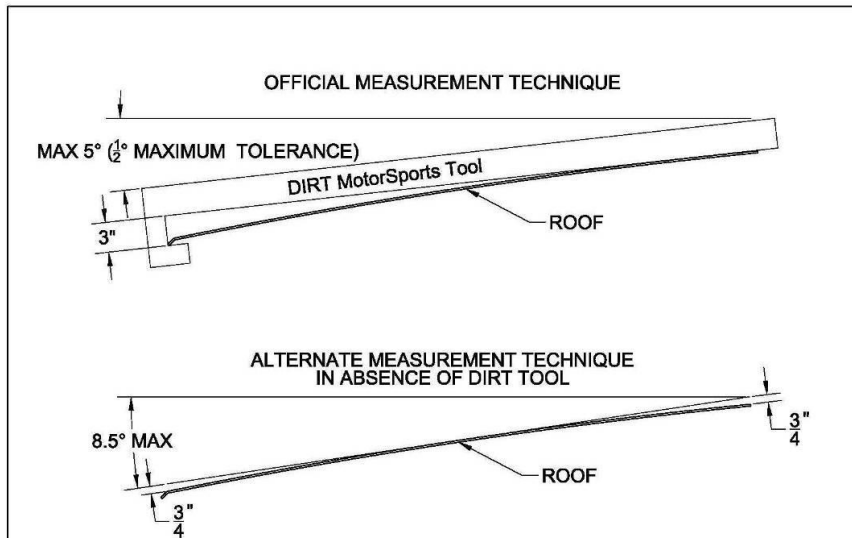 OFFICIAL MEASUREMENT TECHNIQUE
MAX 5° (½° MAXIMUM TOLERANCE)
DIRT MotorSports Tool
3"
ROOF
ALTERNATE MEASUREMENT TECHNIQUE
IN ABSENCE OF DIRT TOOL
8.5° MAX
3/4"
ROOF
3/4"